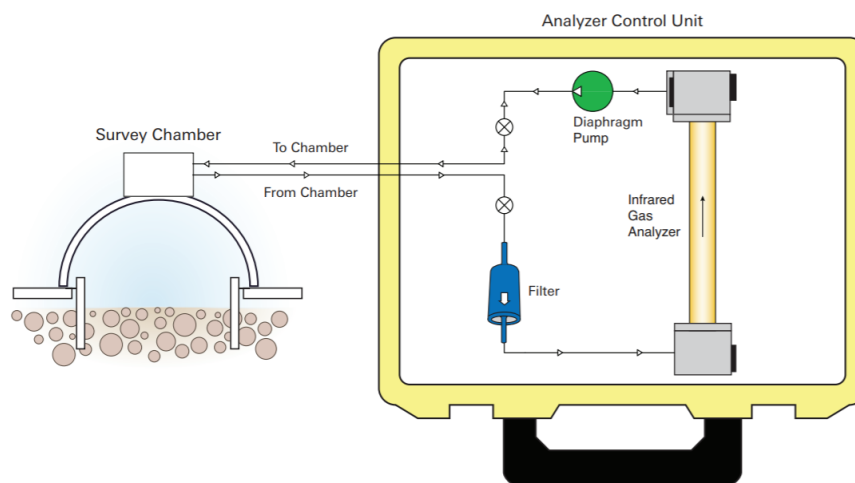 Analyzer Control Unit
Survey Chamber
To Chamber
From Chamber
Diaphragm
Pump
Infrared
Gas
Analyzer
Filter